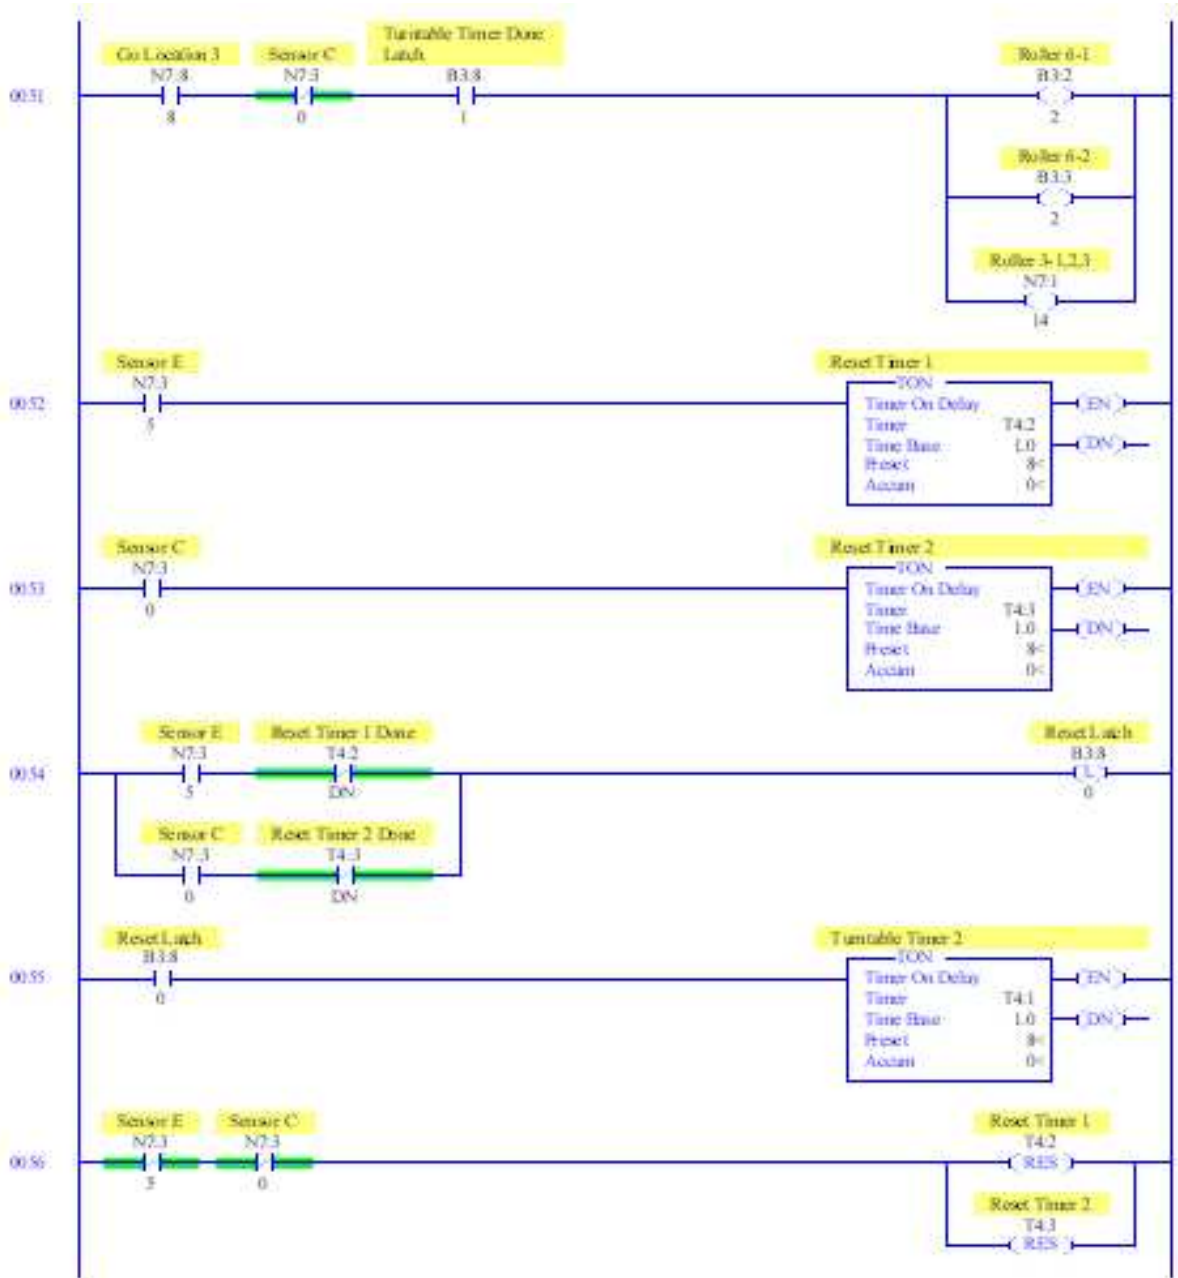 Turntable Timer Done
Go Location 3 Sensor C Latch Roller 6-1
N7:8 N7:3 B3:8 B3:2
0051
8 0 1 2
Roller 6-2
B3:3
2
Roller 3-1,2,3
N7:1
14
Sensor E Reset Timer 1
N7:3 TON
0052 Timer On Delay EN
5 Timer T4:2
Time Base 1.0 DN
Preset 8<
Accum 0<
Sensor C Reset Timer 2
N7:3 TON
0053 Timer On Delay EN
0 Timer T4:3
Time Base 1.0 DN
Preset 8<
Accum 0<
Sensor E Reset Timer 1 Done Reset Latch
N7:3 T4:2 B3:8
0054 L
5 DN 0
Sensor C Reset Timer 2 Done
N7:3 T4:3
0 DN
Reset Latch Turntable Timer 2
B3:8 TON
0055 Timer On Delay EN
0 Timer T4:1
Time Base 1.0 DN
Preset 8<
Accum 0<
Sensor E Sensor C Reset Timer 1
N7:3 N7:3 T4:2
0056 RES
5 0
Reset Timer 2
T4:3
RES